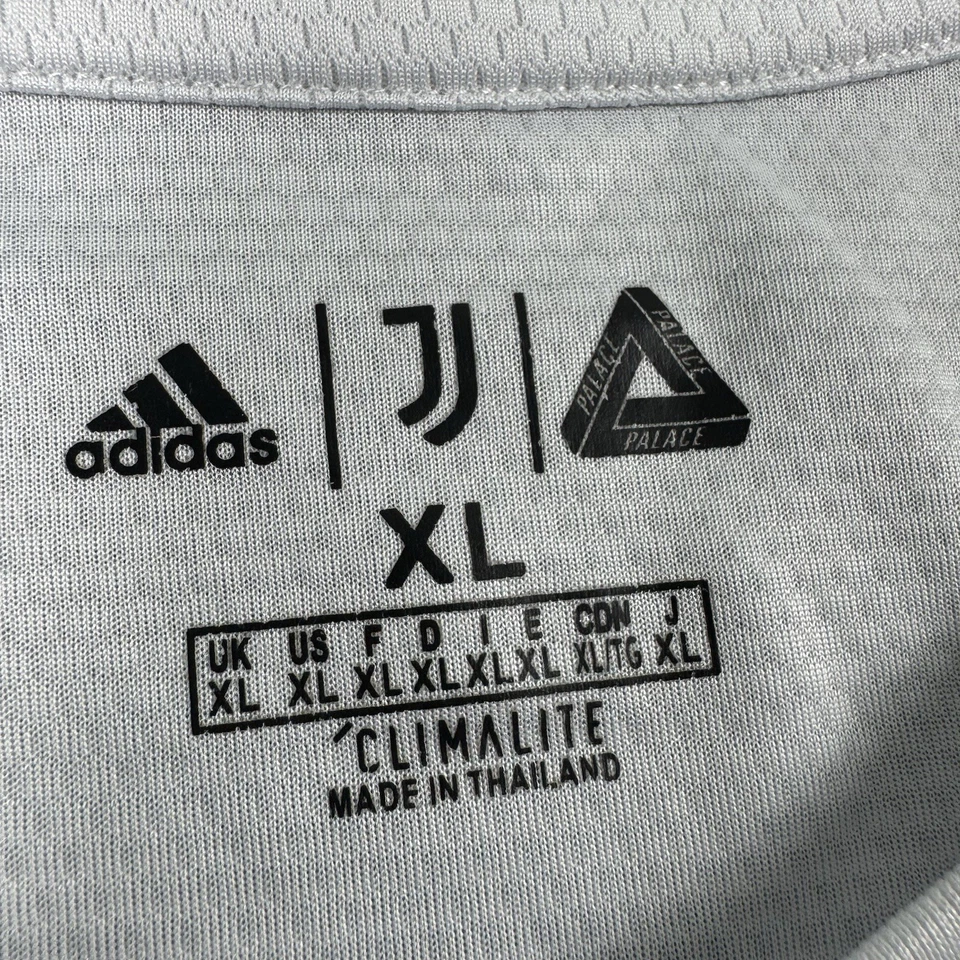 adidas
JJ
PALACE PALACE
PALACE
XL
UK US F D I E CDN J
XL XL XL XL XL XL XL/TG XL
CLIMALITE
MADE IN THAILAND